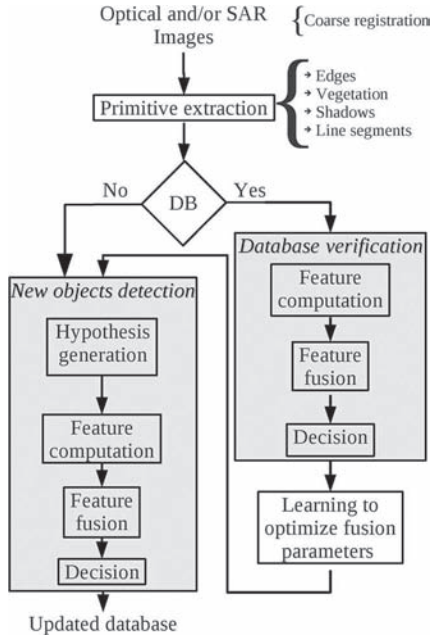 Optical and/or SAR
Images
{Coarse registration
Primitive extraction
Edges
Vegetation
Shadows
Line segments
No
DB
Yes
Database verification
Feature
computation
Feature
fusion
Decision
Learning to
optimize fusion
parameters
New objects detection
Hypothesis
generation
Feature
computation
Feature
fusion
Decision
Updated database